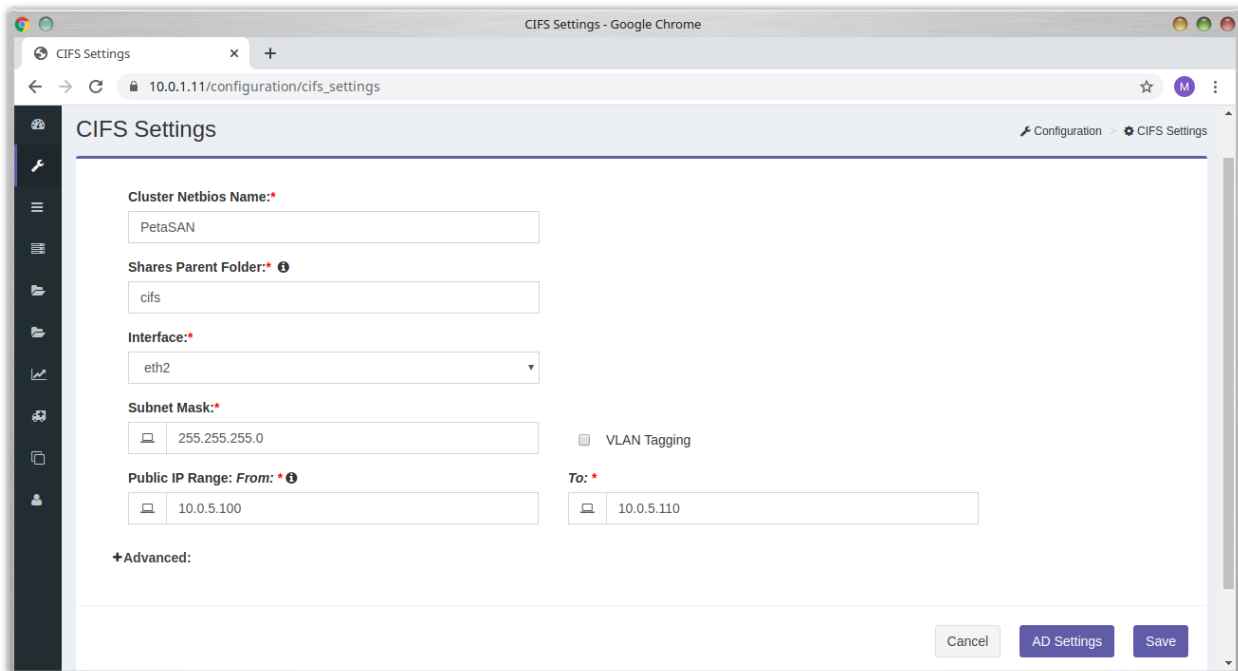 CIFS Settings - Google Chrome
CIFS Settings
10.0.1.11/configuration/cifs_settings
M
CIFS Settings
Configuration > CIFS Settings
Cluster Netbios Name:*
PetaSAN
Shares Parent Folder:*
cifs
Interface:*
eth2
Subnet Mask:*
255.255.255.0
VLAN Tagging
Public IP Range: From: *
To: *
10.0.5.100
10.0.5.110
+Advanced:
Cancel
AD Settings
Save